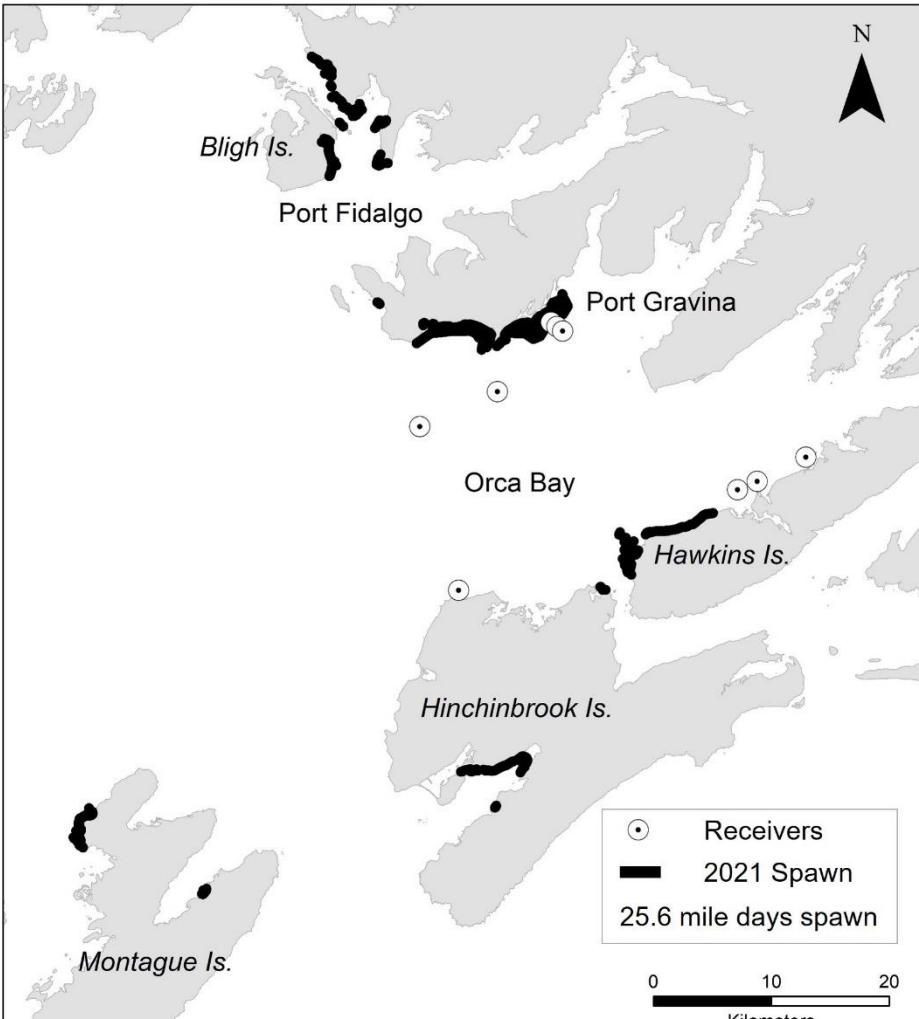 N
Bligh Is.
Port Fidalgo
Port Gravina
Orca Bay
Hawkins Is.
Hinchinbrook Is.
Receivers
2021 Spawn
25.6 mile days spawn
Montague Is.
0 10 20
Kilometers